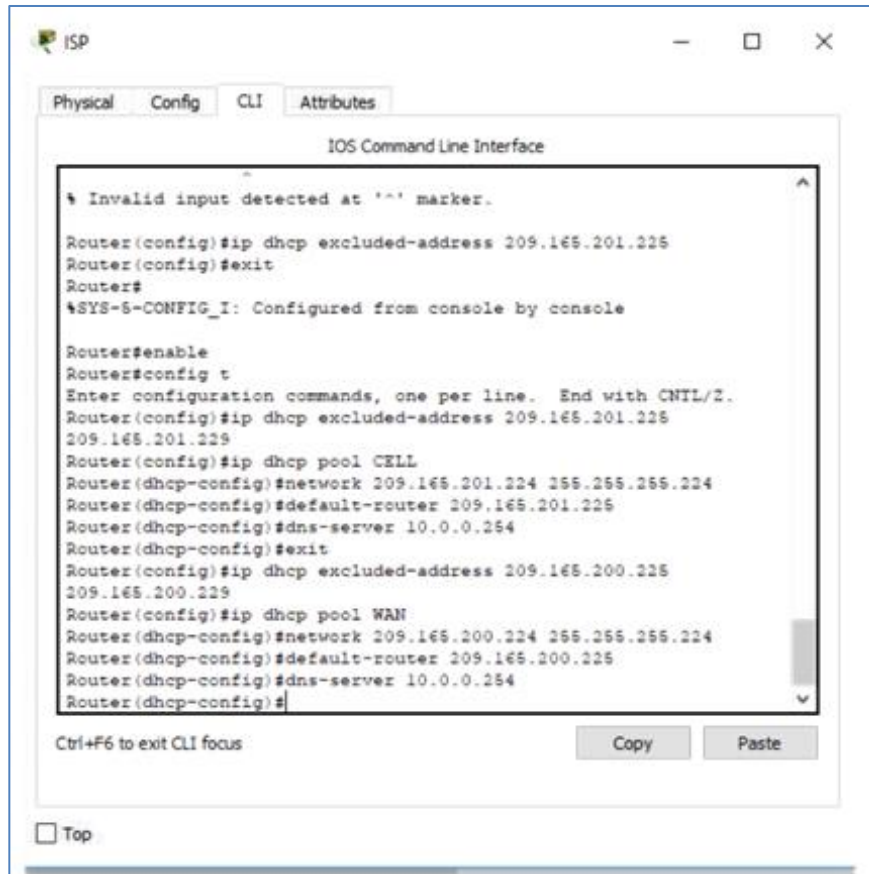 ISP
Physical Config CLI Attributes
IOS Command Line Interface
^
% Invalid input detected at '^' marker.
Router(config)#ip dhcp excluded-address 209.165.201.225
Router(config)#exit
Router#
%SYS-5-CONFIG_I: Configured from console by console
Router#enable
Router#config t
Enter configuration commands, one per line.  End with CNTL/Z.
Router(config)#ip dhcp excluded-address 209.165.201.225
209.165.201.229
Router(config)#ip dhcp pool CELL
Router(dhcp-config)#network 209.165.201.224 255.255.255.224
Router(dhcp-config)#default-router 209.165.201.225
Router(dhcp-config)#dns-server 10.0.0.254
Router(dhcp-config)#exit
Router(config)#ip dhcp excluded-address 209.165.200.225
209.165.200.229
Router(config)#ip dhcp pool WAN
Router(dhcp-config)#network 209.165.200.224 255.255.255.224
Router(dhcp-config)#default-router 209.165.200.225
Router(dhcp-config)#dns-server 10.0.0.254
Router(dhcp-config)#
Ctrl+F6 to exit CLI focus Copy Paste
Top